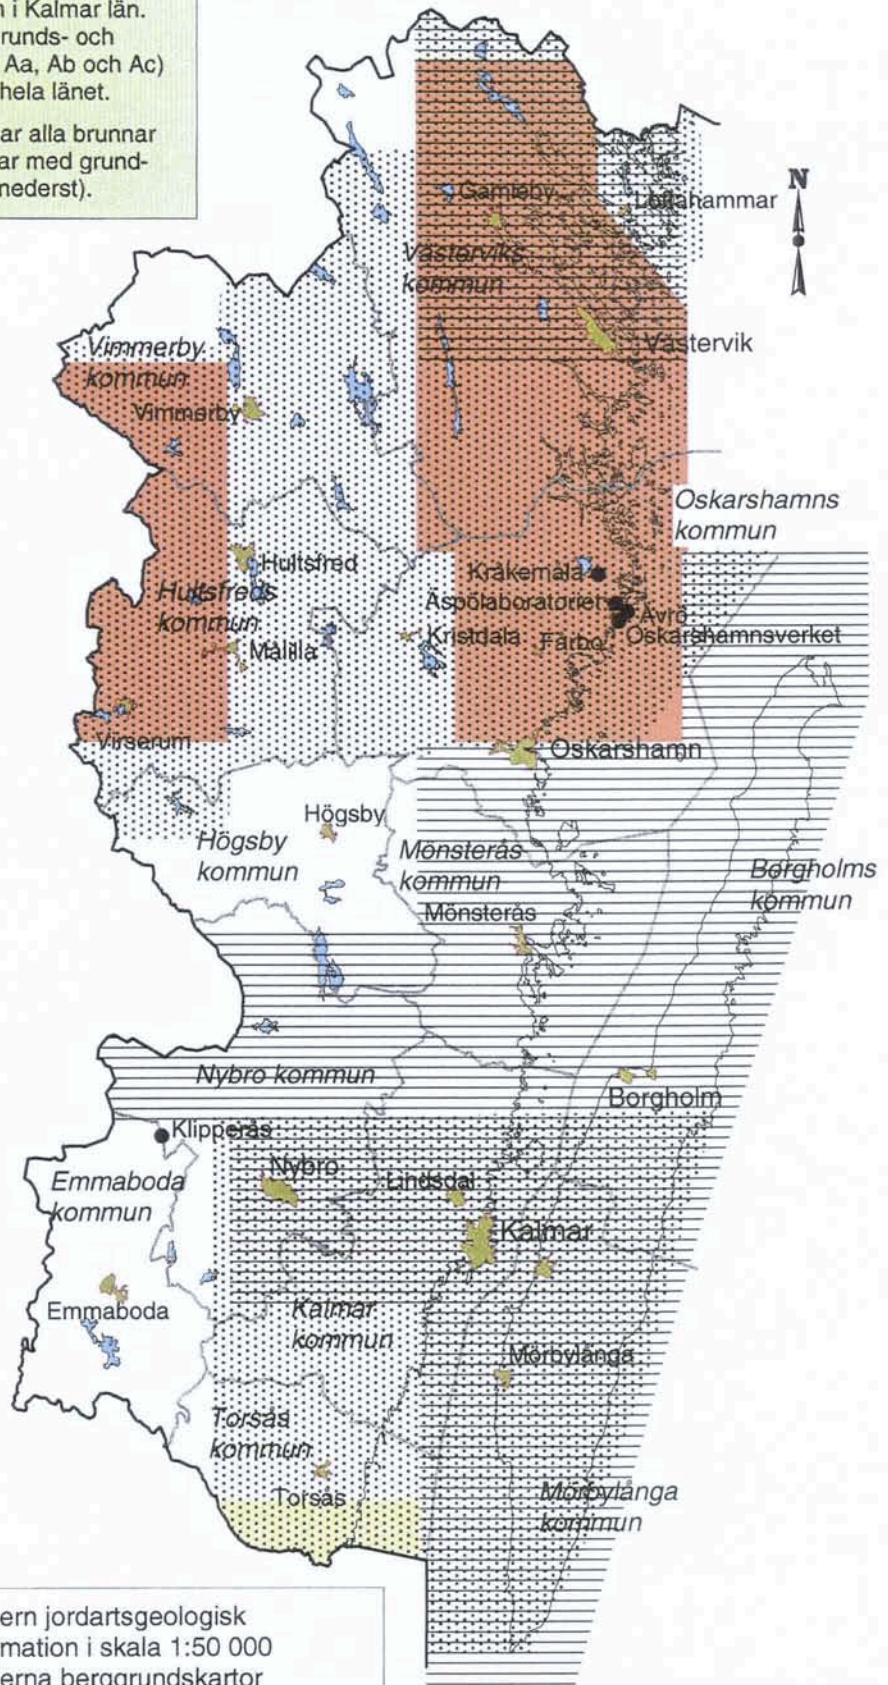 i Kalmar län.
runds- och
Aa, Ab och Ac)
hela länet.
ar alla brunnar
ar med grund-
nederst).
N
Gamleby
Loftahammar
Västerviks
kommun
Västervik
Vimmerby
kommun
Vimmerby
Oskarshamns
kommun
Hultsfred
Kråkemåla
Hultsfreds
kommun
Äspölaboratoriet
Ävrö
Kristdala
Fårbo
Oskarshamnsverket
Målilla
Virserum
Oskarshamn
Högsby
Högsby
kommun
Mönsterås
kommun
Borgholms
kommun
Mönsterås
Nybro kommun
Borgholm
Klipperås
Nybro
Lindsdal
Emmaboda
kommun
Kalmar
Emmaboda
Kalmar
kommun
Mörbylånga
Torsås
kommun
Torsås
Mörbylånga
kommun
ern jordartsgeologisk
mation i skala 1:50 000
erna berggrundskartor